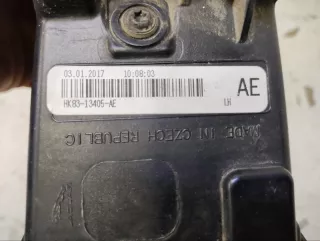 03.01.2017 10:08:03
AE
HK83-13405-AE
LH
MADE IN CZECH REPUBLIC